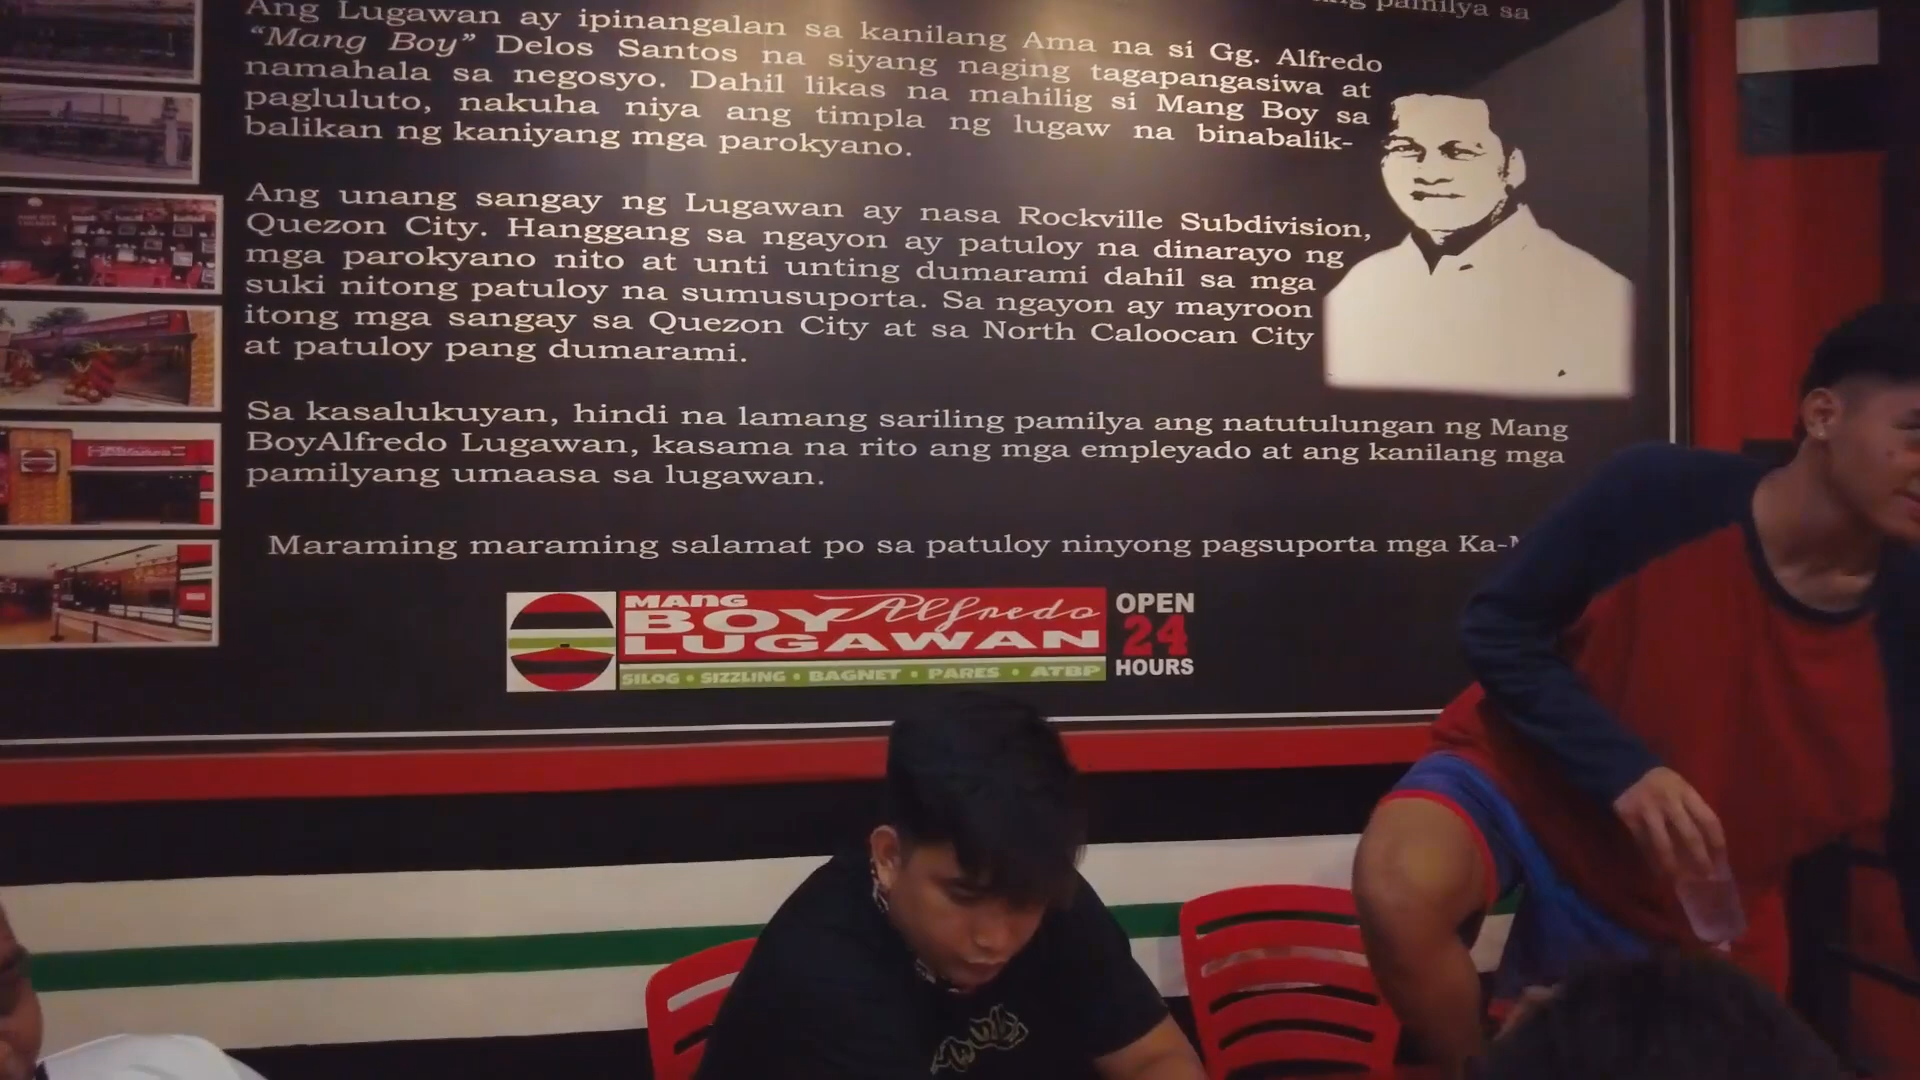 pamilya sa
Ang Lugawan ay ipinangalan sa kanilang Ama na si Gg. Alfredo
“Mang Boy” Delos Santos na siyang naging tagapangasiwa at
namahala sa negosyo. Dahil likas na mahilig si Mang Boy sa
pagluluto, nakuha niya ang timpla ng lugaw na binabalik-
balikan ng kaniyang mga parokyano.
Ang unang sangay ng Lugawan ay nasa Rockville Subdivision,
Quezon City. Hanggang sa ngayon ay patuloy na dinarayo ng
mga parokyano nito at unti unting dumarami dahil sa mga
suki nitong patuloy na sumusuporta. Sa ngayon ay mayroon
itong mga sangay sa Quezon City at sa North Caloocan City
at patuloy pang dumarami.
Sa kasalukuyan, hindi na lamang sariling pamilya ang natutulungan ng Mang
BoyAlfredo Lugawan, kasama na rito ang mga empleyado at ang kanilang mga
pamilyang umaasa sa lugawan.
Maraming maraming salamat po sa patuloy ninyong pagsuporta mga Ka-
MANG
BOY Alfredo
LUGAWAN
SILOG • SIZZLING • BAGNET • PARES • ATBP
OPEN
24
HOURS